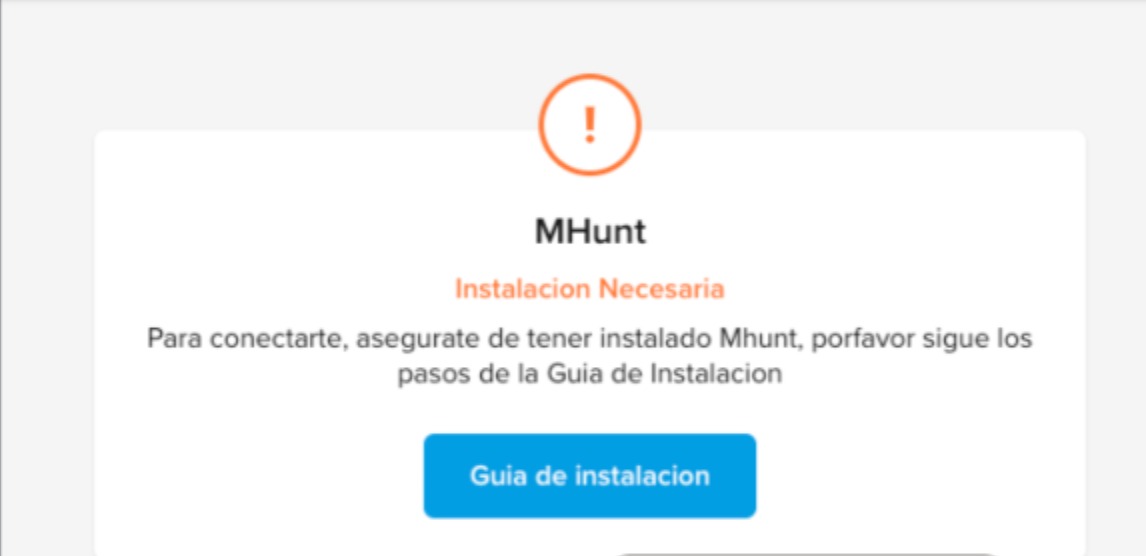 !
MHunt
Instalacion Necesaria
Para conectarte, asegurate de tener instalado Mhunt, porfavor sigue los
pasos de la Guia de Instalacion
Guia de instalacion